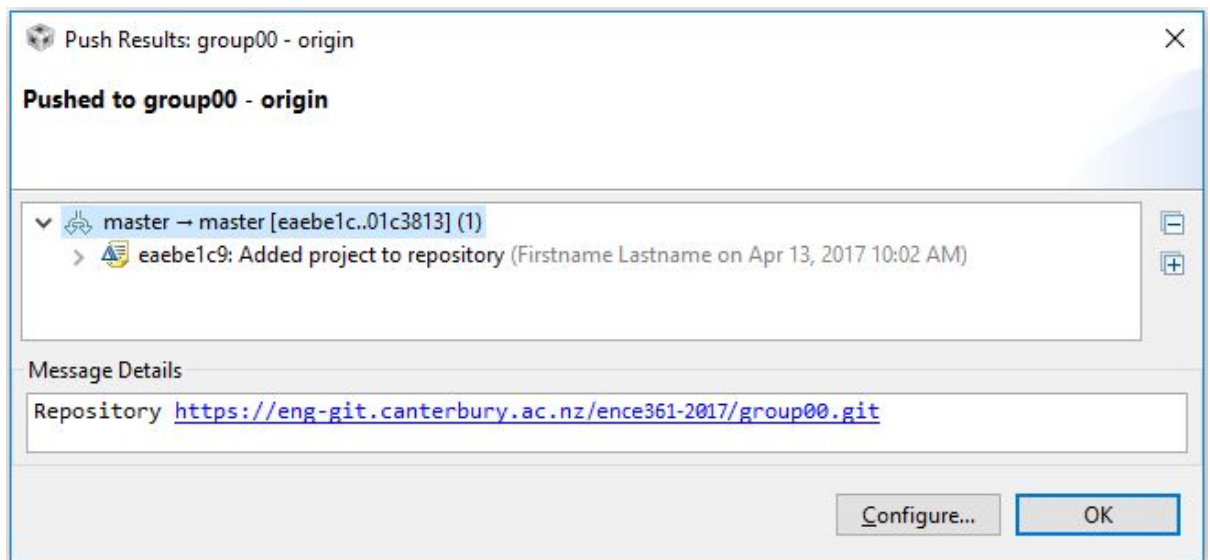 Push Results: group00 - origin
Pushed to group00 - origin
master → master [eaebe1c..01c3813] (1)
eaebe1c9: Added project to repository (Firstname Lastname on Apr 13, 2017 10:02 AM)
Message Details
Repository https://eng-git.canterbury.ac.nz/ence361-2017/group00.git
Configure... OK